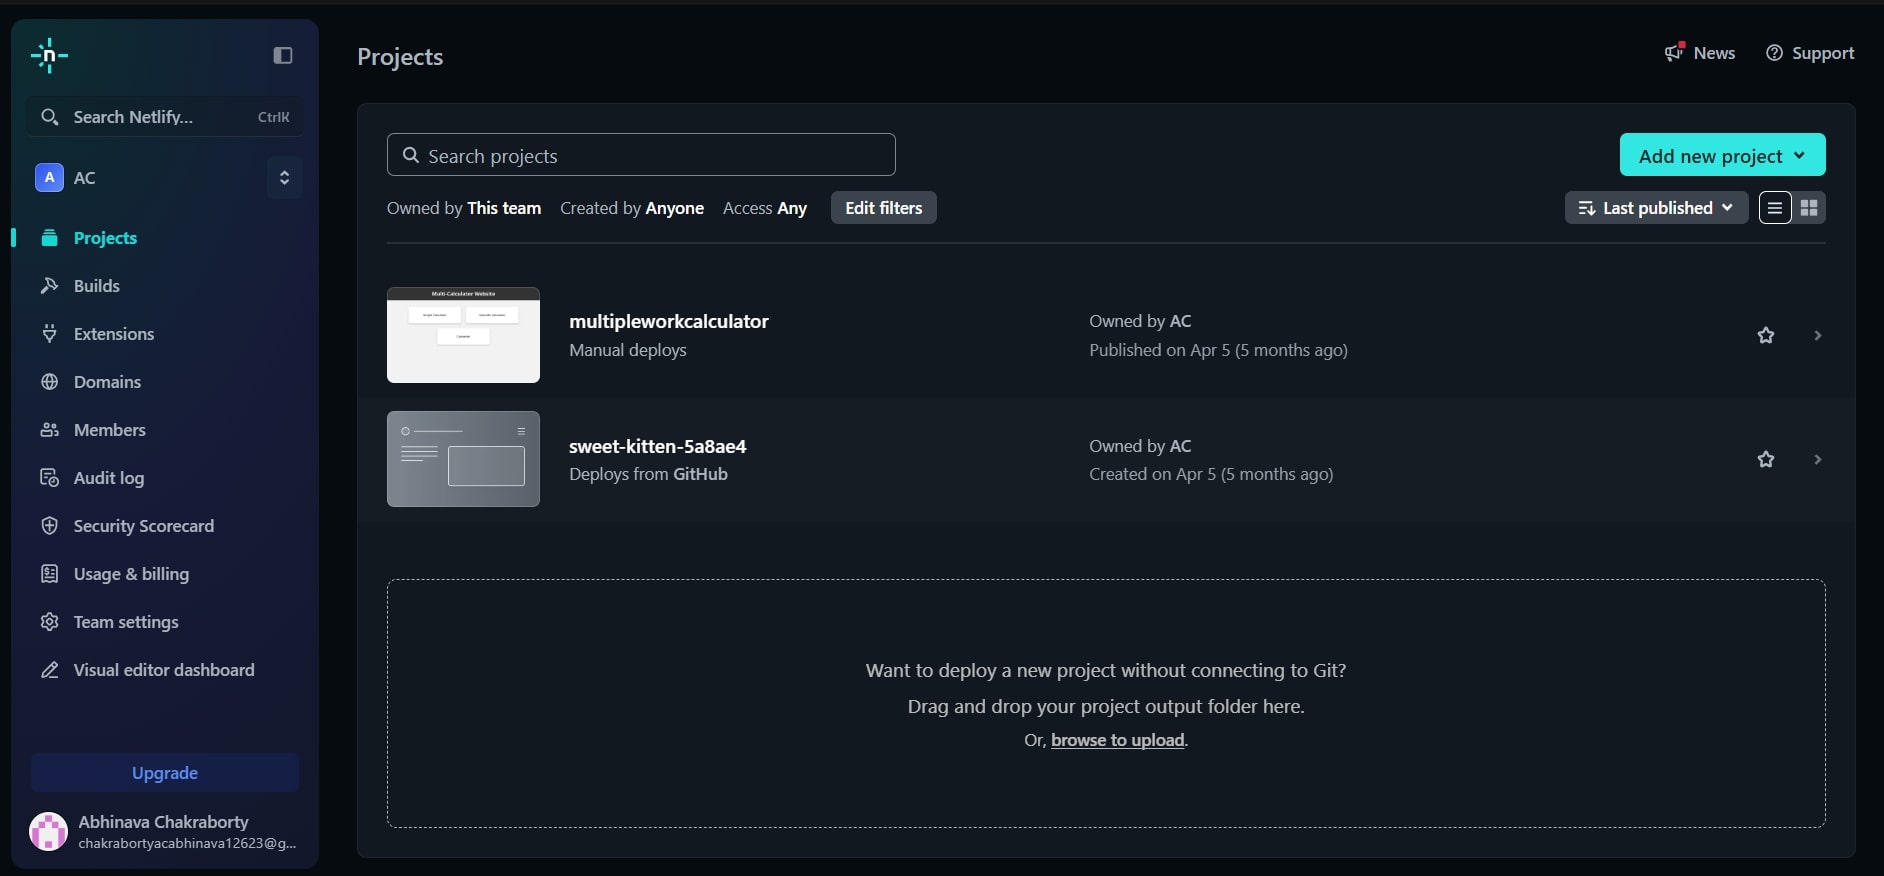 n
Search Netlify...
CtrlK
A
AC
Projects
Builds
Extensions
Domains
Members
Audit log
Security Scorecard
Usage & billing
Team settings
Visual editor dashboard
Upgrade
Abhinava Chakraborty
chakrabortyacabhinava12623@g...
Projects
News
Support
Search projects
Add new project
Owned by This team Created by Anyone Access Any Edit filters
Last published
Multi-Calculator Website
multipleworkcalculator
Manual deploys
Owned by AC
Published on Apr 5 (5 months ago)
sweet-kitten-5a8ae4
Deploys from GitHub
Owned by AC
Created on Apr 5 (5 months ago)
Want to deploy a new project without connecting to Git?
Drag and drop your project output folder here.
Or, browse to upload.